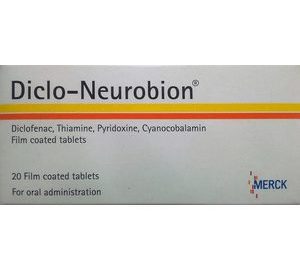 Diclo-Neurobion®
Diclofenac, Thiamine, Pyridoxine, Cyanocobalamin
Film coated tablets
20 Film coated tablets
For oral administration
MERCK